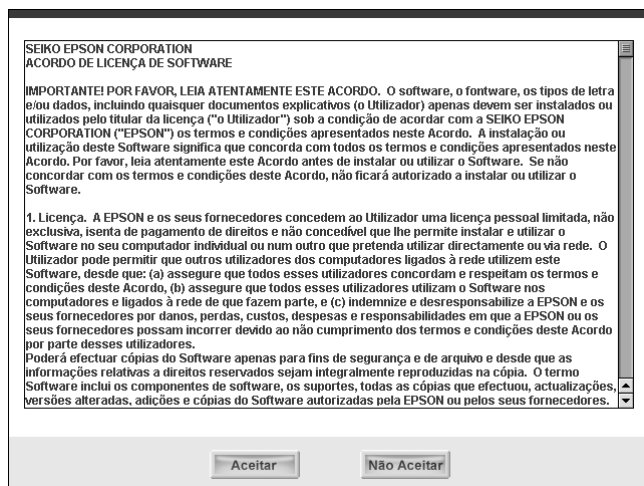 SEIKO EPSON CORPORATION
ACORDO DE LICENÇA DE SOFTWARE
IMPORTANTE! POR FAVOR, LEIA ATENTAMENTE ESTE ACORDO.  O software, o fontware, os tipos de letra
e/ou dados, incluindo quaisquer documentos explicativos (o Utilizador) apenas devem ser instalados ou
utilizados pelo titular da licença ("o Utilizador") sob a condição de acordar com a SEIKO EPSON
CORPORATION ("EPSON") os termos e condições apresentados neste Acordo.  A instalação ou
utilização deste Software significa que concorda com todos os termos e condições apresentados neste
Acordo. Por favor, leia atentamente este Acordo antes de instalar ou utilizar o Software.  Se não
concordar com os termos e condições deste Acordo, não ficará autorizado a instalar ou utilizar o
Software.
1. Licença.  A EPSON e os seus fornecedores concedem ao Utilizador uma licença pessoal limitada, não
exclusiva, isenta de pagamento de direitos e não concedível que lhe permite instalar e utilizar o
Software no seu computador individual ou num outro que pretenda utilizar directamente ou via rede.  O
Utilizador pode permitir que outros utilizadores dos computadores ligados à rede utilizem este
Software, desde que: (a) assegure que todos esses utilizadores concordam e respeitam os termos e
condições deste Acordo, (b) assegure que todos esses utilizadores utilizam o Software nos
computadores e ligados à rede de que fazem parte, e (c) indemnize e desresponsabilize a EPSON e os
seus fornecedores por danos, perdas, custos, despesas e responsabilidades em que a EPSON ou os
seus fornecedores possam incorrer devido ao não cumprimento dos termos e condições deste Acordo
por parte desses utilizadores.
Poderá efectuar cópias do Software apenas para fins de segurança e de arquivo e desde que as
informações relativas a direitos reservados sejam integralmente reproduzidas na cópia.  O termo
Software inclui os componentes de software, os suportes, todas as cópias que efectuou, actualizações,
versões alteradas, adições e cópias do Software autorizadas pela EPSON ou pelos seus fornecedores.
Aceitar
Não Aceitar